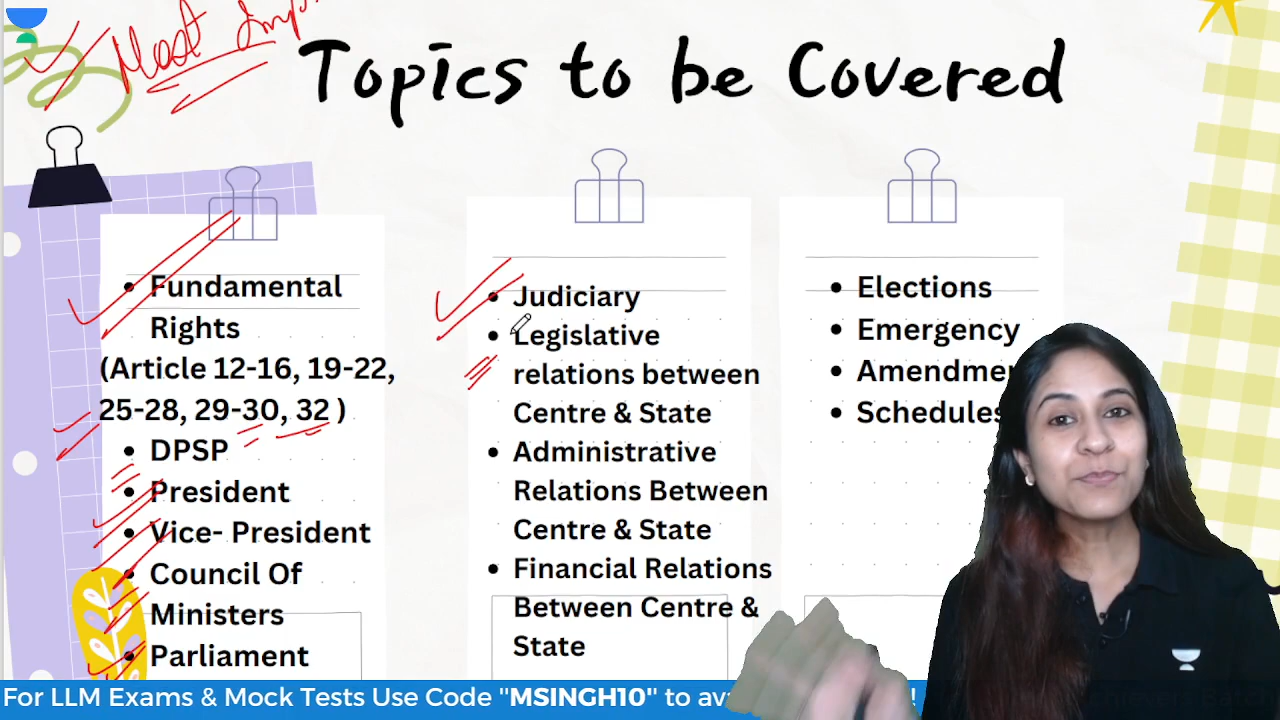 Most Imp
Topics to be Covered
Fundamental
Rights
(Article 12-16, 19-22,
25-28, 29-30, 32 )
DPSP
President
Vice- President
Council Of
Ministers
Parliament
Judiciary
Legislative
relations between
Centre & State
Administrative
Relations Between
Centre & State
Financial Relations
Between Centre &
State
Elections
Emergency
Schedules
For LLM Exams & Mock Tests Use Code "MSINGH10" to